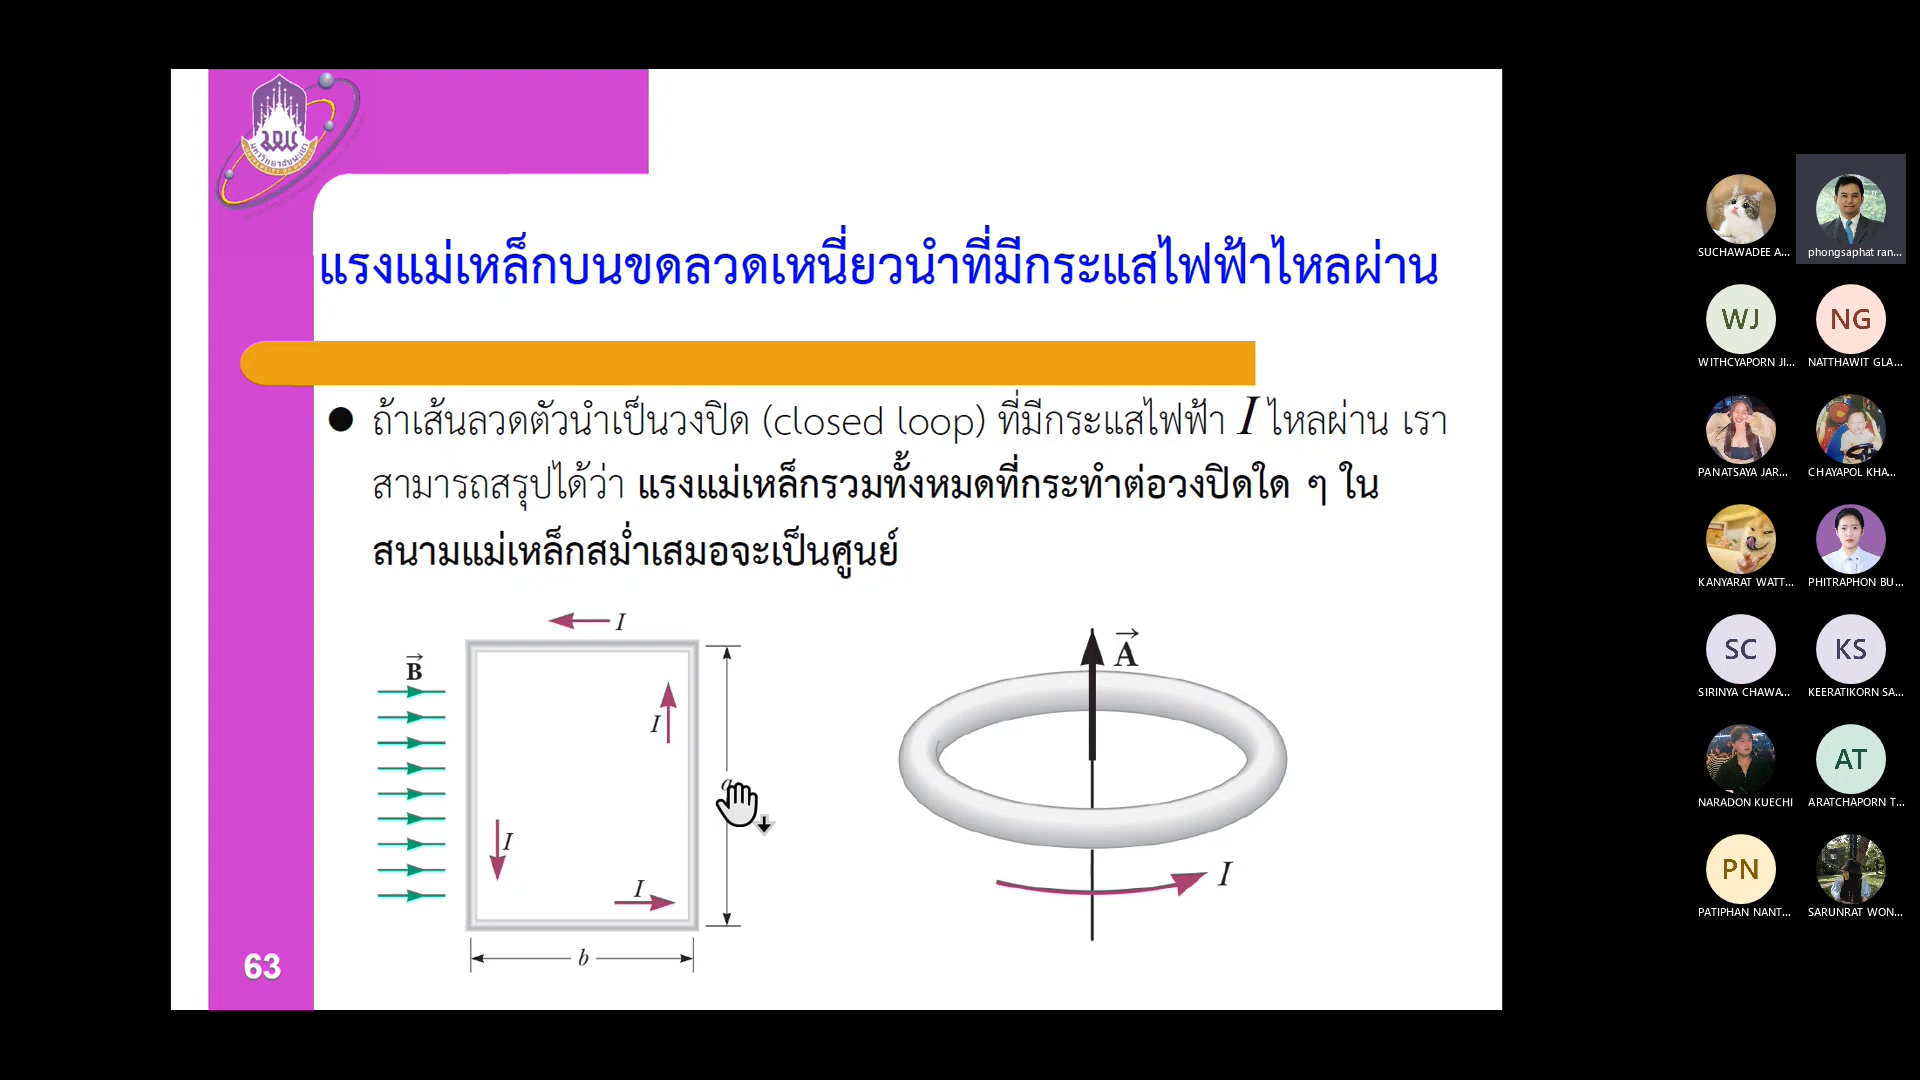 แรงแม่เหล็กบนขดลวดเหนี่ยวนำที่มีกระแสไฟฟ้าไหลผ่าน
ถ้าเส้นลวดตัวนำเป็นวงปิด (closed loop) ที่มีกระแสไฟฟ้า I ไหลผ่าน เรา
สามารถสรุปได้ว่า แรงแม่เหล็กรวมทั้งหมดที่กระทำต่อวงปิดใด ๆ ใน
สนามแม่เหล็กสม่ำเสมอจะเป็นศูนย์
I
B
I
I
I
b
A
I
63
SUCHAWADEE A...
phongsaphat ran...
WJ
WITHCYAPORN JI...
NG
NATTHAWIT GLA...
PANATSAYA JAR...
CHAYAPOL KHA...
KANYARAT WATT...
PHITRAPHON BU...
SC
SIRINYA CHAWA...
KS
KEERATIKORN SA...
NARADON KUECHI
AT
ARATCHAPORN T...
PN
PATIPHAN NANT...
SARUNRAT WON...